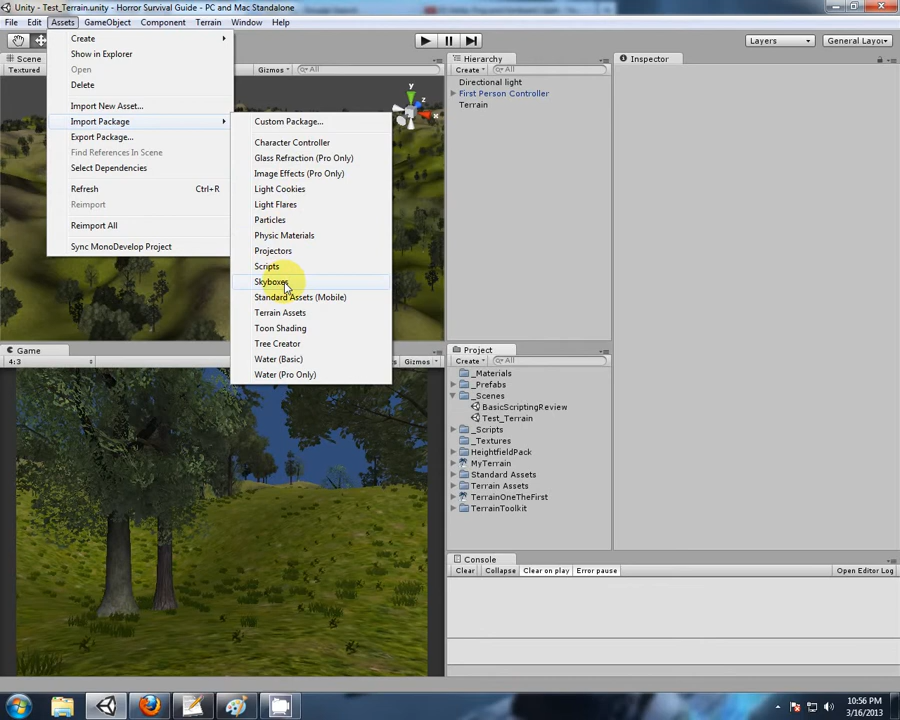 Unity - Test_Terrain.unity - Horror Survival Guide - PC and Mac Standalone
File Edit Assets GameObject Component Terrain Window Help
Layers General Layou
Create
Show in Explorer
Open
Delete
Import New Asset...
Import Package
Export Package...
Find References In Scene
Select Dependencies
Refresh Ctrl+R
Reimport
Reimport All
Sync MonoDevelop Project
Custom Package...
Character Controller
Glass Refraction (Pro Only)
Image Effects (Pro Only)
Light Cookies
Light Flares
Particles
Physic Materials
Projectors
Scripts
Skyboxes
Standard Assets (Mobile)
Terrain Assets
Toon Shading
Tree Creator
Water (Basic)
Water (Pro Only)
Scene
Textured Gizmos All
y
z
Game
4:3 Gizmos
Hierarchy
Create All
Directional light
First Person Controller
Terrain
Inspector
Project
Create All
_Materials
_Prefabs
_Scenes
BasicScriptingReview
Test_Terrain
_Scripts
_Textures
HeightfieldPack
MyTerrain
Standard Assets
Terrain Assets
TerrainOneTheFirst
TerrainToolkit
Console
Clear Collapse Clear on play Error pause Open Editor Log
10:56 PM
3/16/2013